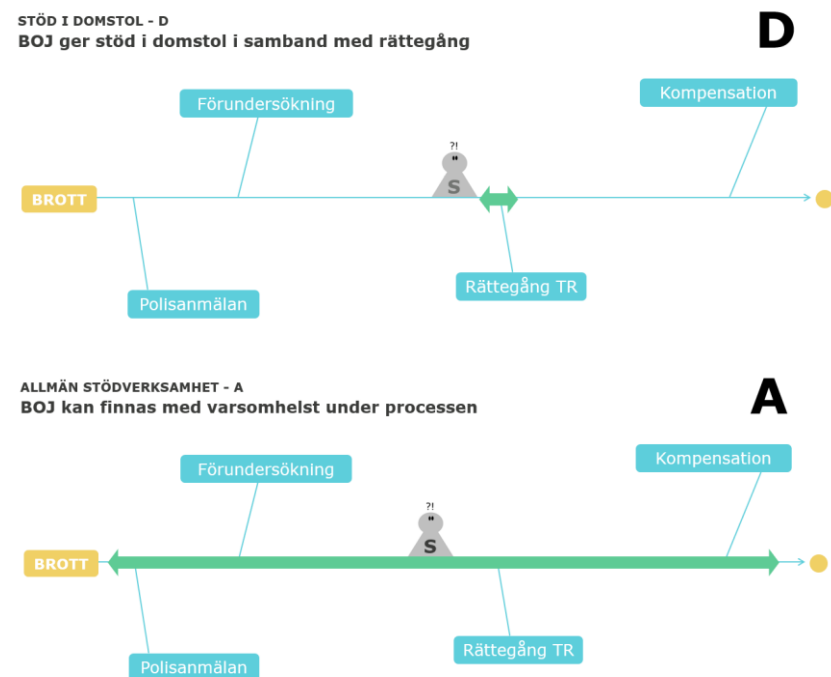 STÖD I DOMSTOL - D
BOJ ger stöd i domstol i samband med rättegång
D
Förundersökning
Kompensation
?!
"
S
BROTT
Rättegång TR
Polisanmälan
ALLMÄN STÖDVERKSAMHET - A
BOJ kan finnas med varsomhelst under processen
A
Förundersökning
Kompensation
?!
"
S
BROTT
Rättegång TR
Polisanmälan